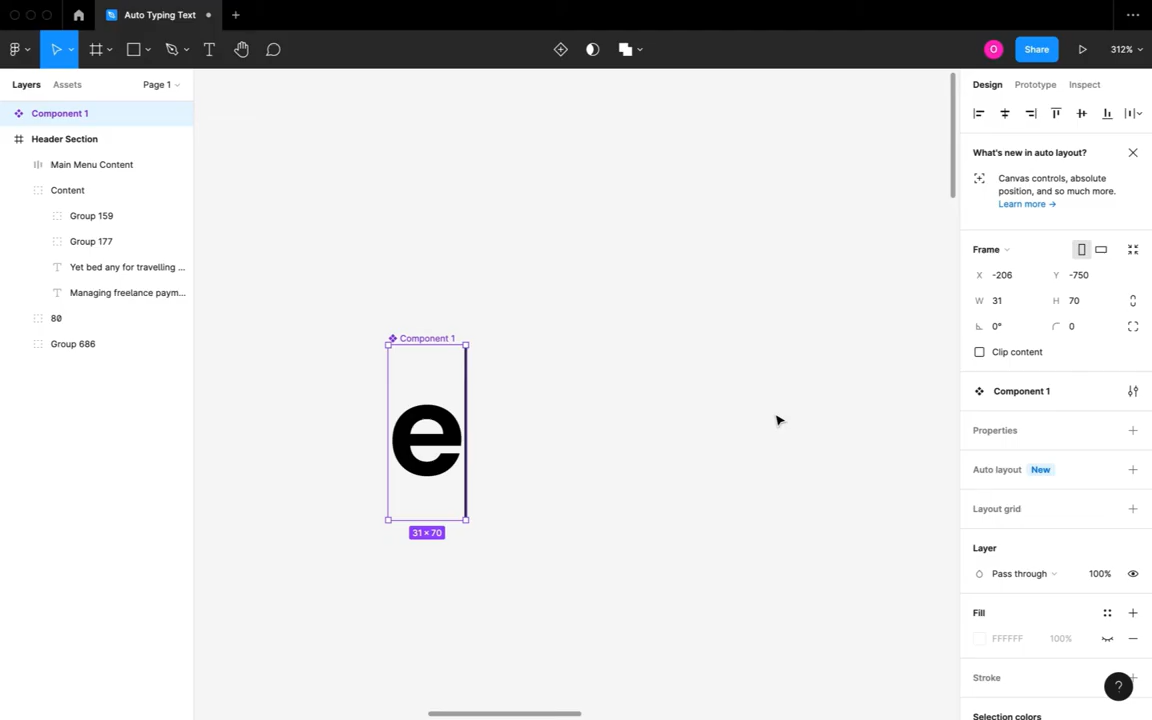 Auto Typing Text
Share
312%
Layers
Assets
Page 1
Component 1
Header Section
Main Menu Content
Content
Group 159
Group 177
Yet bed any for travelling ...
Managing freelance paym...
80
Group 686
Component 1
e
31 × 70
Design
Prototype
Inspect
What's new in auto layout?
Canvas controls, absolute
position, and so much more.
Learn more →
Frame
X -206 Y -750
W 31 H 70
0° 0
Clip content
Component 1
Properties
Auto layout New
Layout grid
Layer
Pass through 100%
Fill
FFFFFF 100%
Stroke
Selection colors
O
?